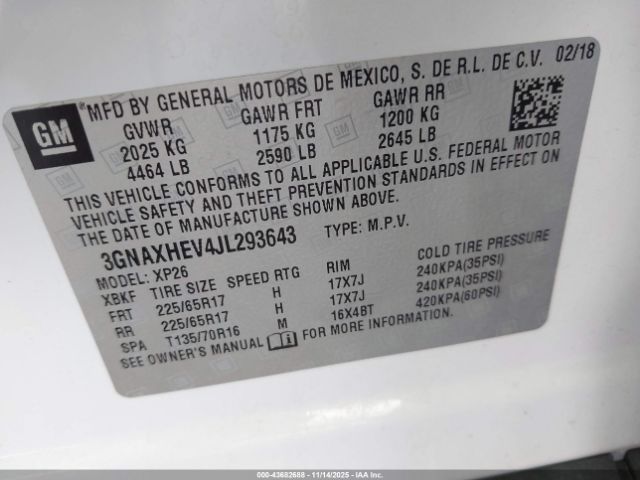 GM
MFD BY GENERAL MOTORS DE MEXICO, S. DE R.L. DE C.V. 02/18
GVWR GAWR FRT GAWR RR
2025 KG 1175 KG 1200 KG
4464 LB 2590 LB 2645 LB
THIS VEHICLE CONFORMS TO ALL APPLICABLE U.S. FEDERAL MOTOR
VEHICLE SAFETY AND THEFT PREVENTION STANDARDS IN EFFECT ON
THE DATE OF MANUFACTURE SHOWN ABOVE.
3GNAXHEV4JL293643 TYPE: M.P.V.
MODEL: XP26
XBKF TIRE SIZE SPEED RTG RIM COLD TIRE PRESSURE
FRT 225/65R17 H 17X7J 240KPA(35PSI)
RR 225/65R17 H 17X7J 240KPA(35PSI)
SPA T135/70R16 M 16X4BT 420KPA(60PSI)
SEE OWNER'S MANUAL FOR MORE INFORMATION.
000-43682688 - 11/14/2025 - IAA, Inc.